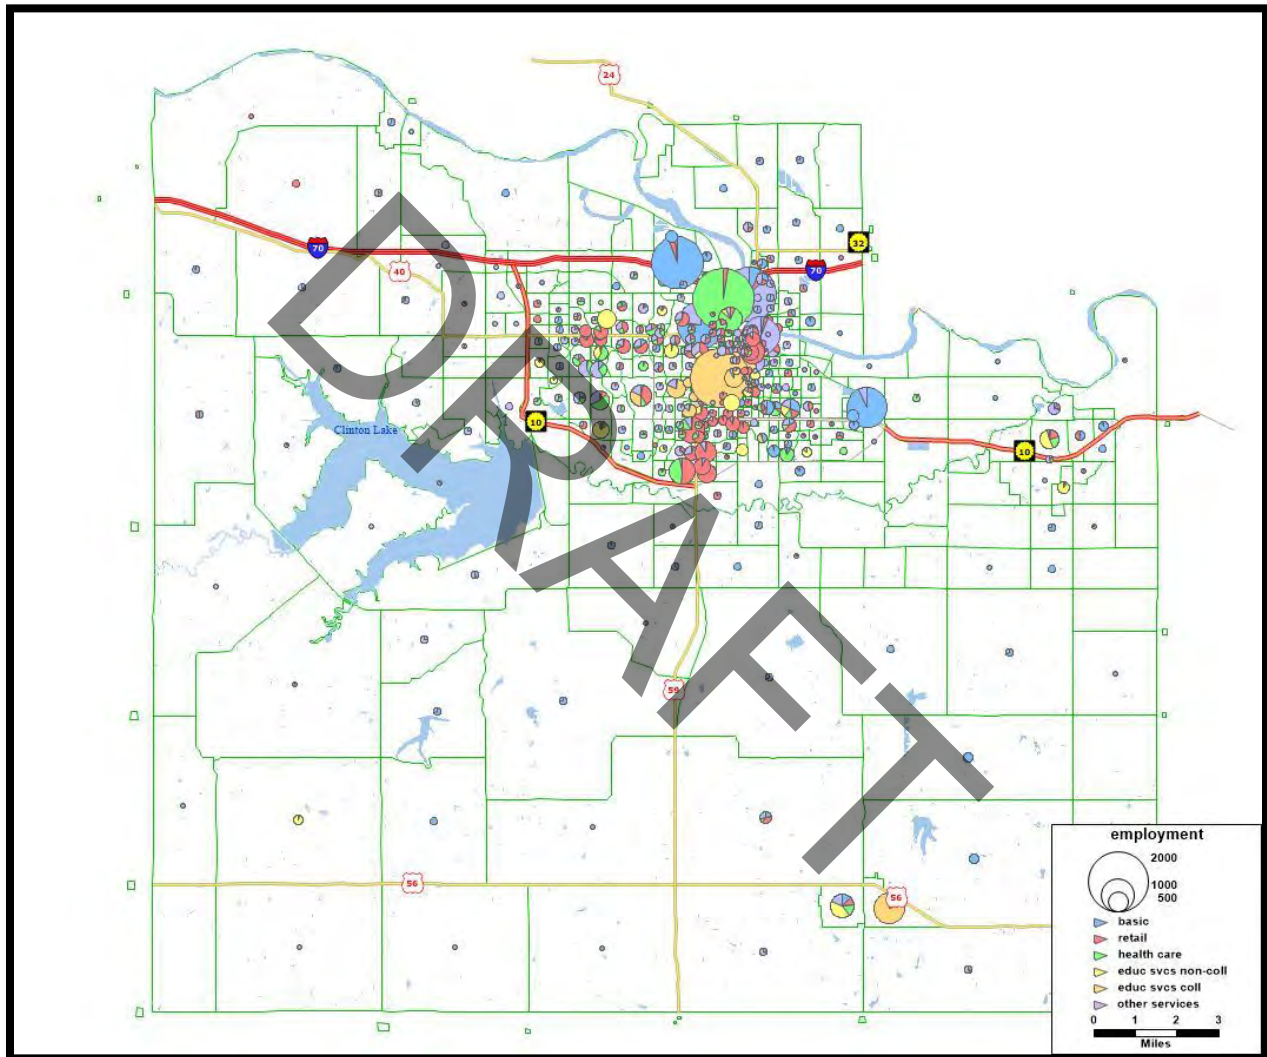 24
32
70
70
40
Clinton Lake
10
10
59
56
56
DRAFT
employment
2000
1000
500
basic
retail
health care
educ svcs non-coll
educ svcs coll
other services
0 1 2 3
Miles